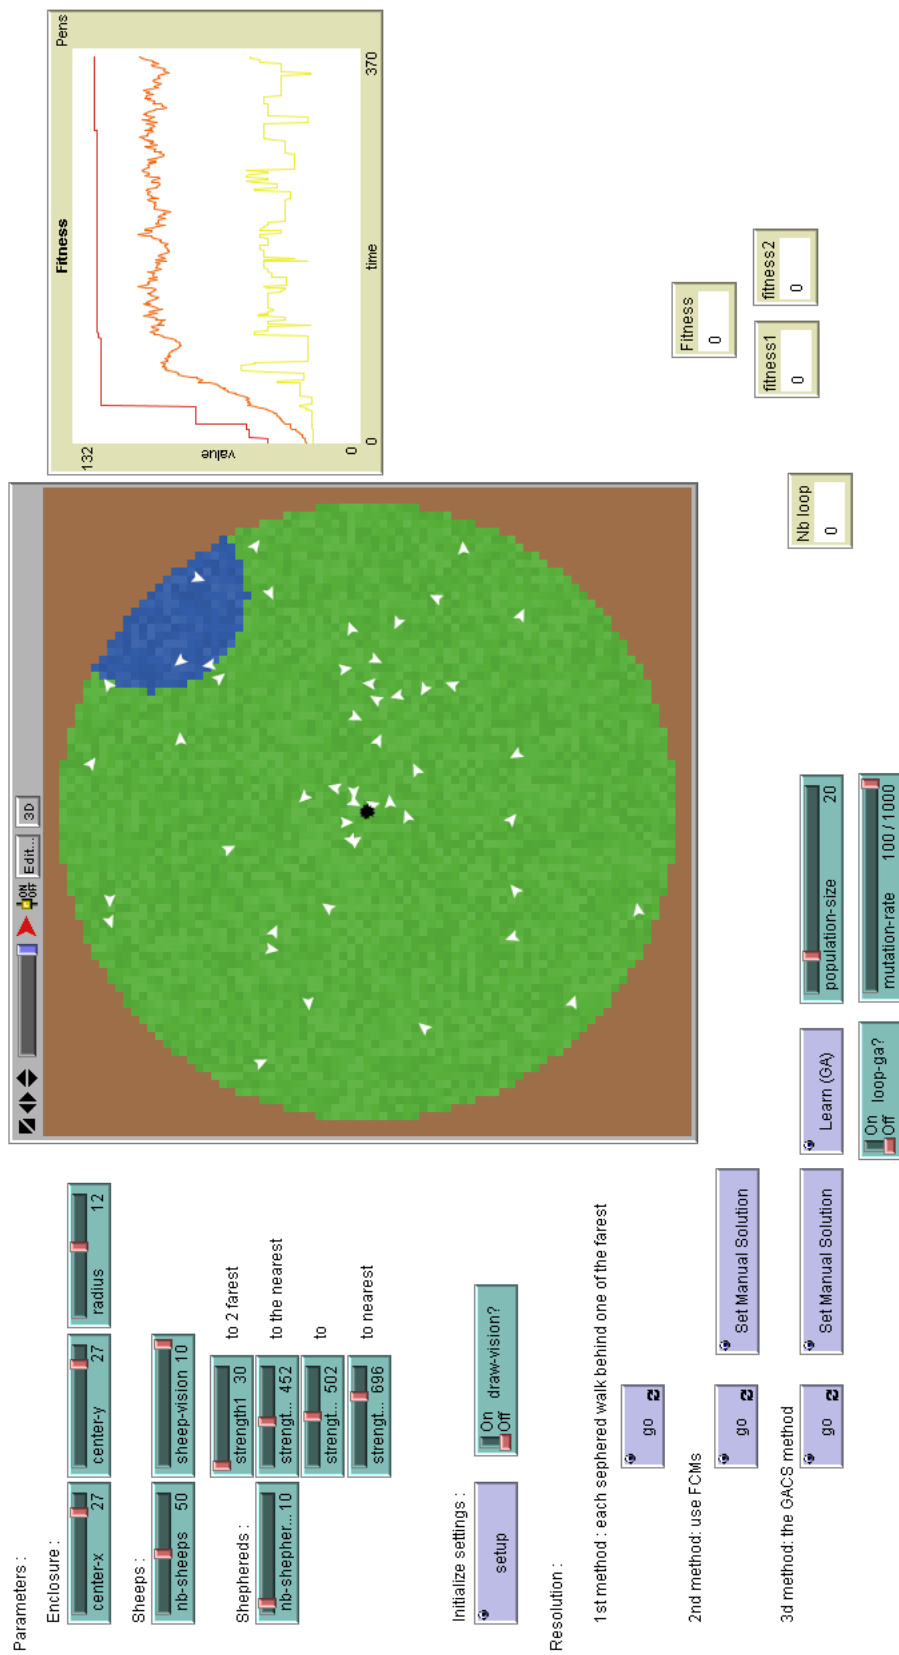 Parameters :
Enclosure :
center-x 27
center-y 27
radius 12
Sheeps :
nb-sheeps 50
sheep-vision 10
Shephereds :
nb-shepher... 10
strength1 30
to 2 farest
strengt... 452
to the nearest
strengt... 502
to
strengt... 696
to nearest
Initialize settings :
setup
On
Off
draw-vision?
Resolution :
1st method : each sephered walk behind one of the farest
go
2nd method: use FCMs
go
Set Manual Solution
3d method: the GACS method
go
Set Manual Solution
Learn (GA)
On
Off
loop-ga?
population-size 20
mutation-rate 100 / 1000
ON
OFF
Edit...
3D
Fitness
Pens
132
value
0
0
time
370
Nb loop
0
Fitness
0
fitness1
0
fitness2
0